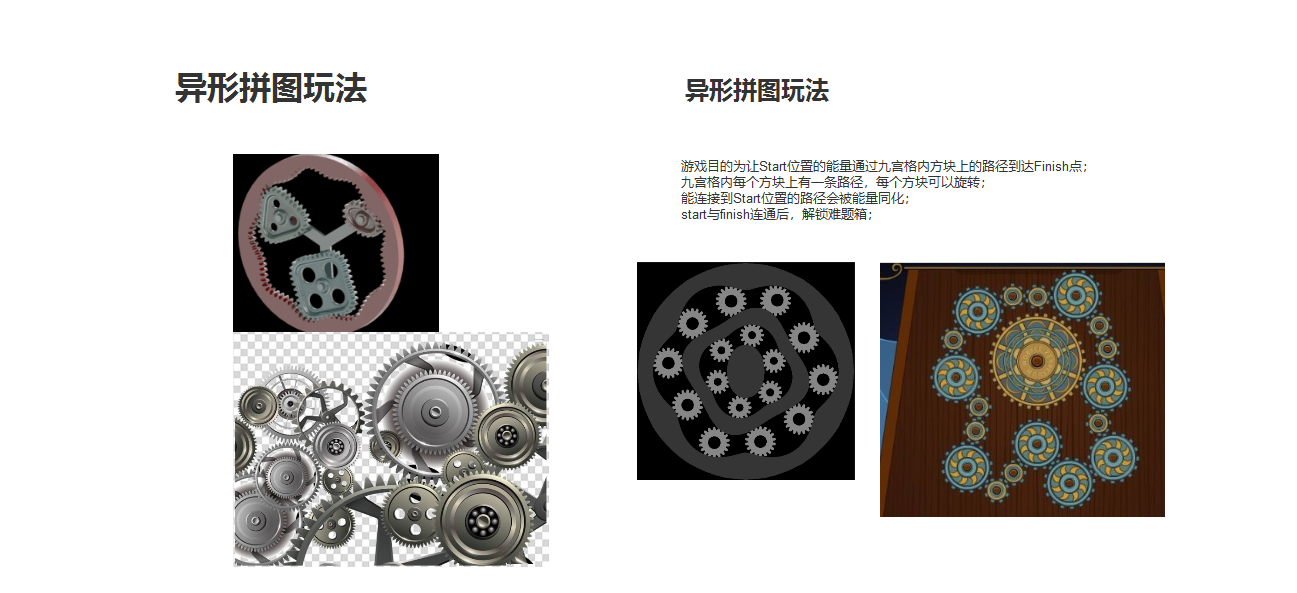 异形拼图玩法
异形拼图玩法
游戏目的为让Start位置的能量通过九宫格内方块上的路径到达Finish点；
九宫格内每个方块上有一条路径，每个方块可以旋转；
能连接到Start位置的路径会被能量同化；
start与finish连通后，解锁难题箱；